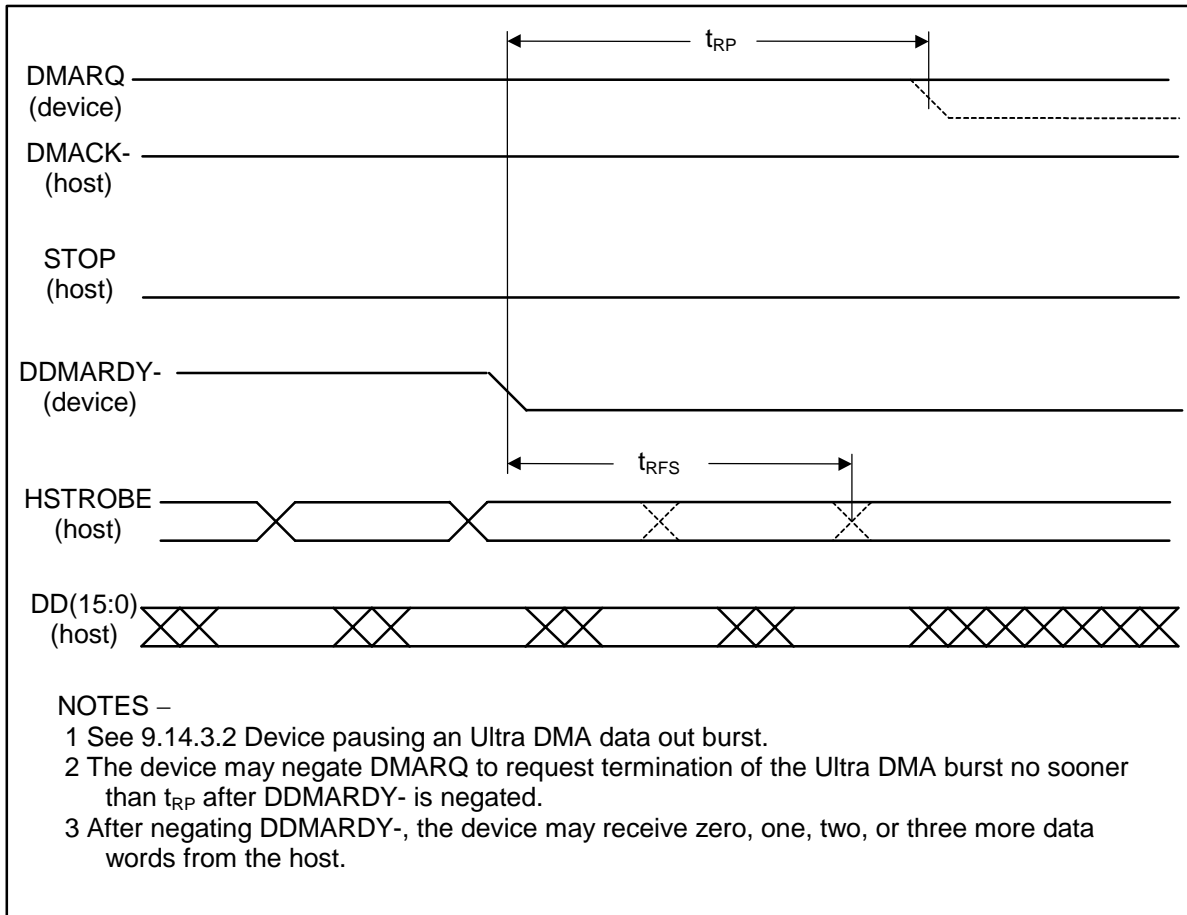 tRP
DMARQ
(device)
DMACK-
(host)
STOP
(host)
DDMARDY-
(device)
tRFS
HSTROBE
(host)
DD(15:0)
(host)
NOTES –
1 See 9.14.3.2 Device pausing an Ultra DMA data out burst.
2 The device may negate DMARQ to request termination of the Ultra DMA burst no sooner
than tRP after DDMARDY- is negated.
3 After negating DDMARDY-, the device may receive zero, one, two, or three more data
words from the host.